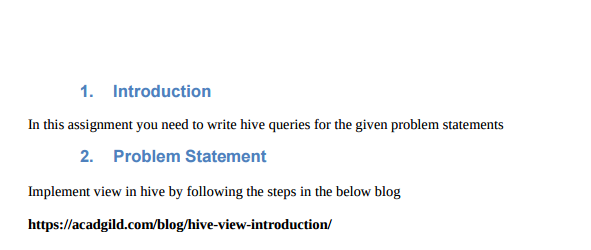 1. Introduction
In this assignment you need to write hive queries for the given problem statements
2. Problem Statement
Implement view in hive by following the steps in the below blog
https://acadgild.com/blog/hive-view-introduction/